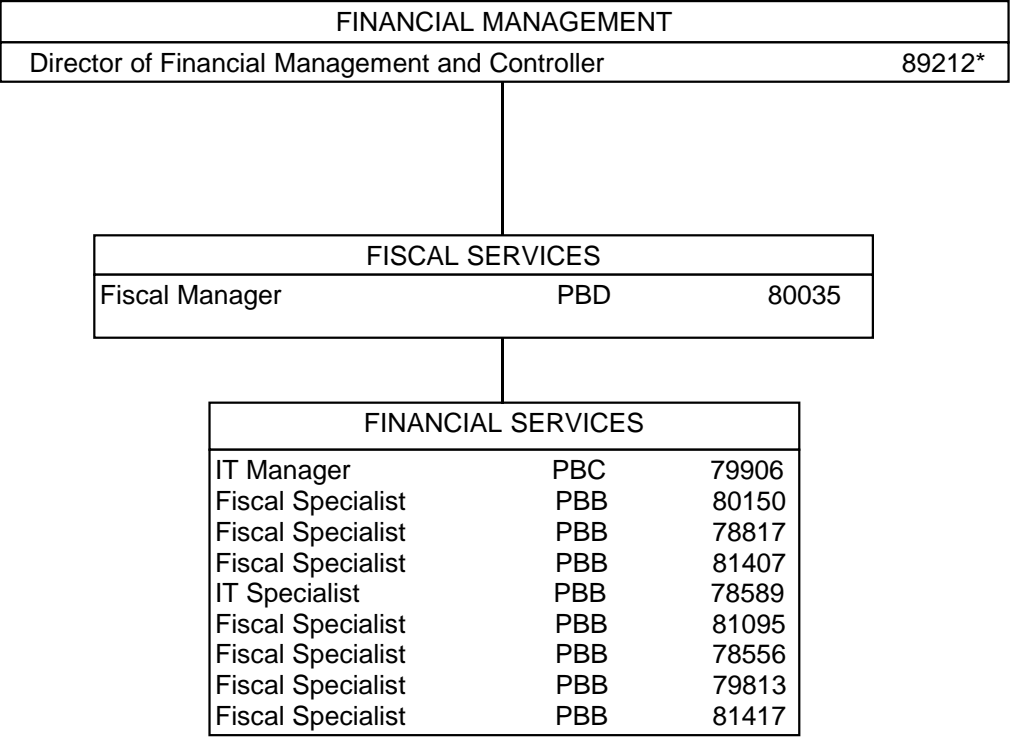 FINANCIAL MANAGEMENT
Director of Financial Management and Controller 89212*
FISCAL SERVICES
Fiscal Manager PBD 80035
FINANCIAL SERVICES
IT Manager PBC 79906
Fiscal Specialist PBB 80150
Fiscal Specialist PBB 78817
Fiscal Specialist PBB 81407
IT Specialist PBB 78589
Fiscal Specialist PBB 81095
Fiscal Specialist PBB 78556
Fiscal Specialist PBB 79813
Fiscal Specialist PBB 81417